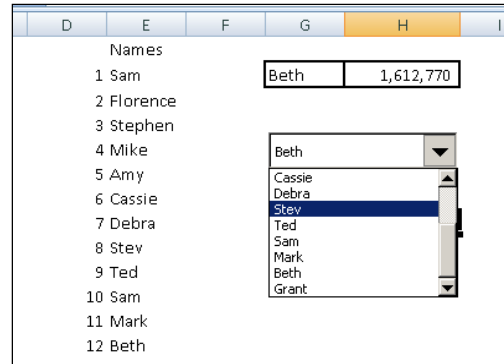 D E F G H I
Names
1 Sam Beth 1,612,770
2 Florence
3 Stephen
4 Mike Beth
5 Amy Cassie
Debra
6 Cassie Stev
7 Debra Ted
8 Stev Sam
Mark
9 Ted Beth
10 Sam Grant
11 Mark
12 Beth